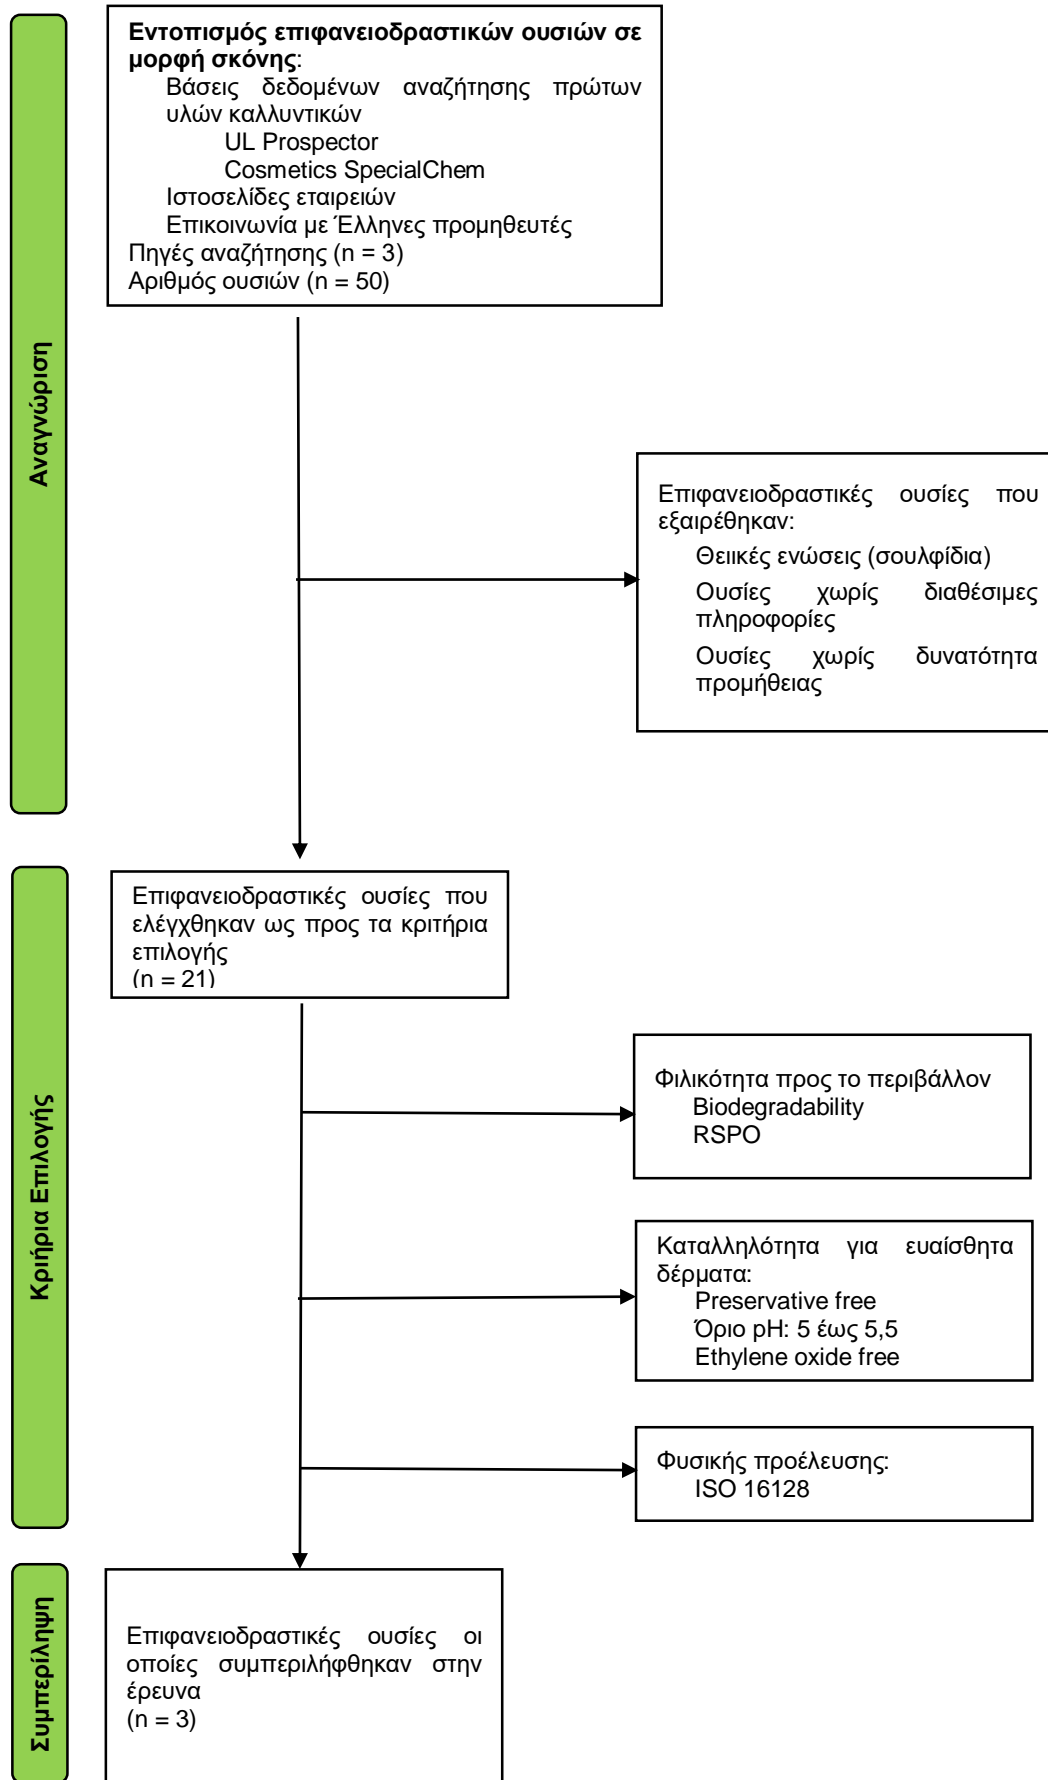 Αναγνώριση
Εντοπισμός επιφανειοδραστικών ουσιών σε
μορφή σκόνης:
Βάσεις δεδομένων αναζήτησης πρώτων
υλών καλλυντικών
UL Prospector
Cosmetics SpecialChem
Ιστοσελίδες εταιρειών
Επικοινωνία με Έλληνες προμηθευτές
Πηγές αναζήτησης (n = 3)
Αριθμός ουσιών (n = 50)
Επιφανειοδραστικές ουσίες που
εξαιρέθηκαν:
Θειικές ενώσεις (σουλφίδια)
Ουσίες χωρίς διαθέσιμες
πληροφορίες
Ουσίες χωρίς δυνατότητα
προμήθειας
Κριήρια Επιλογής
Επιφανειοδραστικές ουσίες που
ελέγχθηκαν ως προς τα κριτήρια
επιλογής
(n = 21)
Φιλικότητα προς το περιβάλλον
Biodegradability
RSPO
Καταλληλότητα για ευαίσθητα
δέρματα:
Preservative free
Όριο pH: 5 έως 5,5
Ethylene oxide free
Φυσικής προέλευσης:
ISO 16128
Συμπερίληψη
Επιφανειοδραστικές ουσίες οι
οποίες συμπεριλήφθηκαν στην
έρευνα
(n = 3)